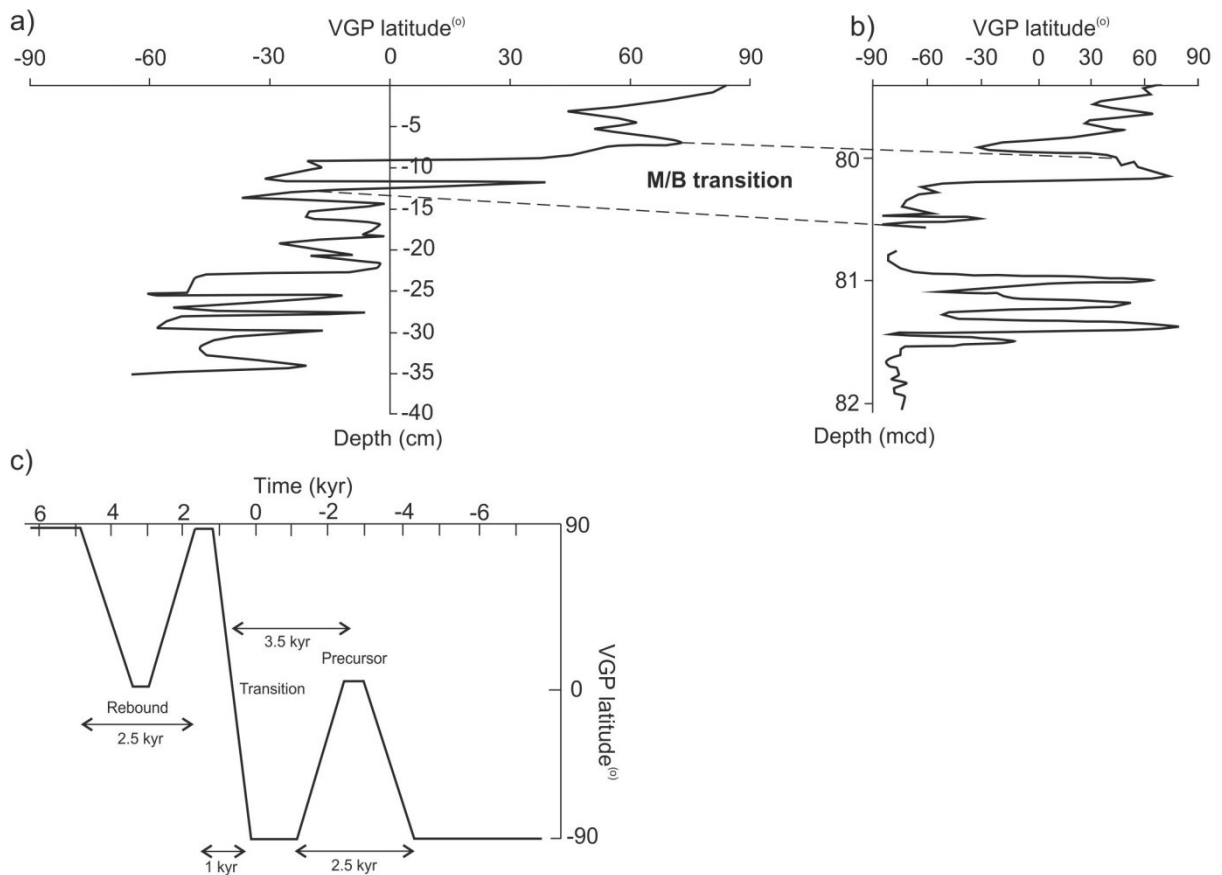 a)
VGP latitude(o)
-90 -60 -30 0 30 60 90
-5
-10
-15
-20
-25
-30
-35
-40
Depth (cm)
M/B transition
b)
VGP latitude(o)
-90 -60 -30 0 30 60 90
80
81
82
Depth (mcd)
c)
Time (kyr)
6 4 2 0 -2 -4 -6
90
0
-90
VGP latitude(o)
3.5 kyr
Precursor
Transition
Rebound
2.5 kyr
1 kyr
2.5 kyr